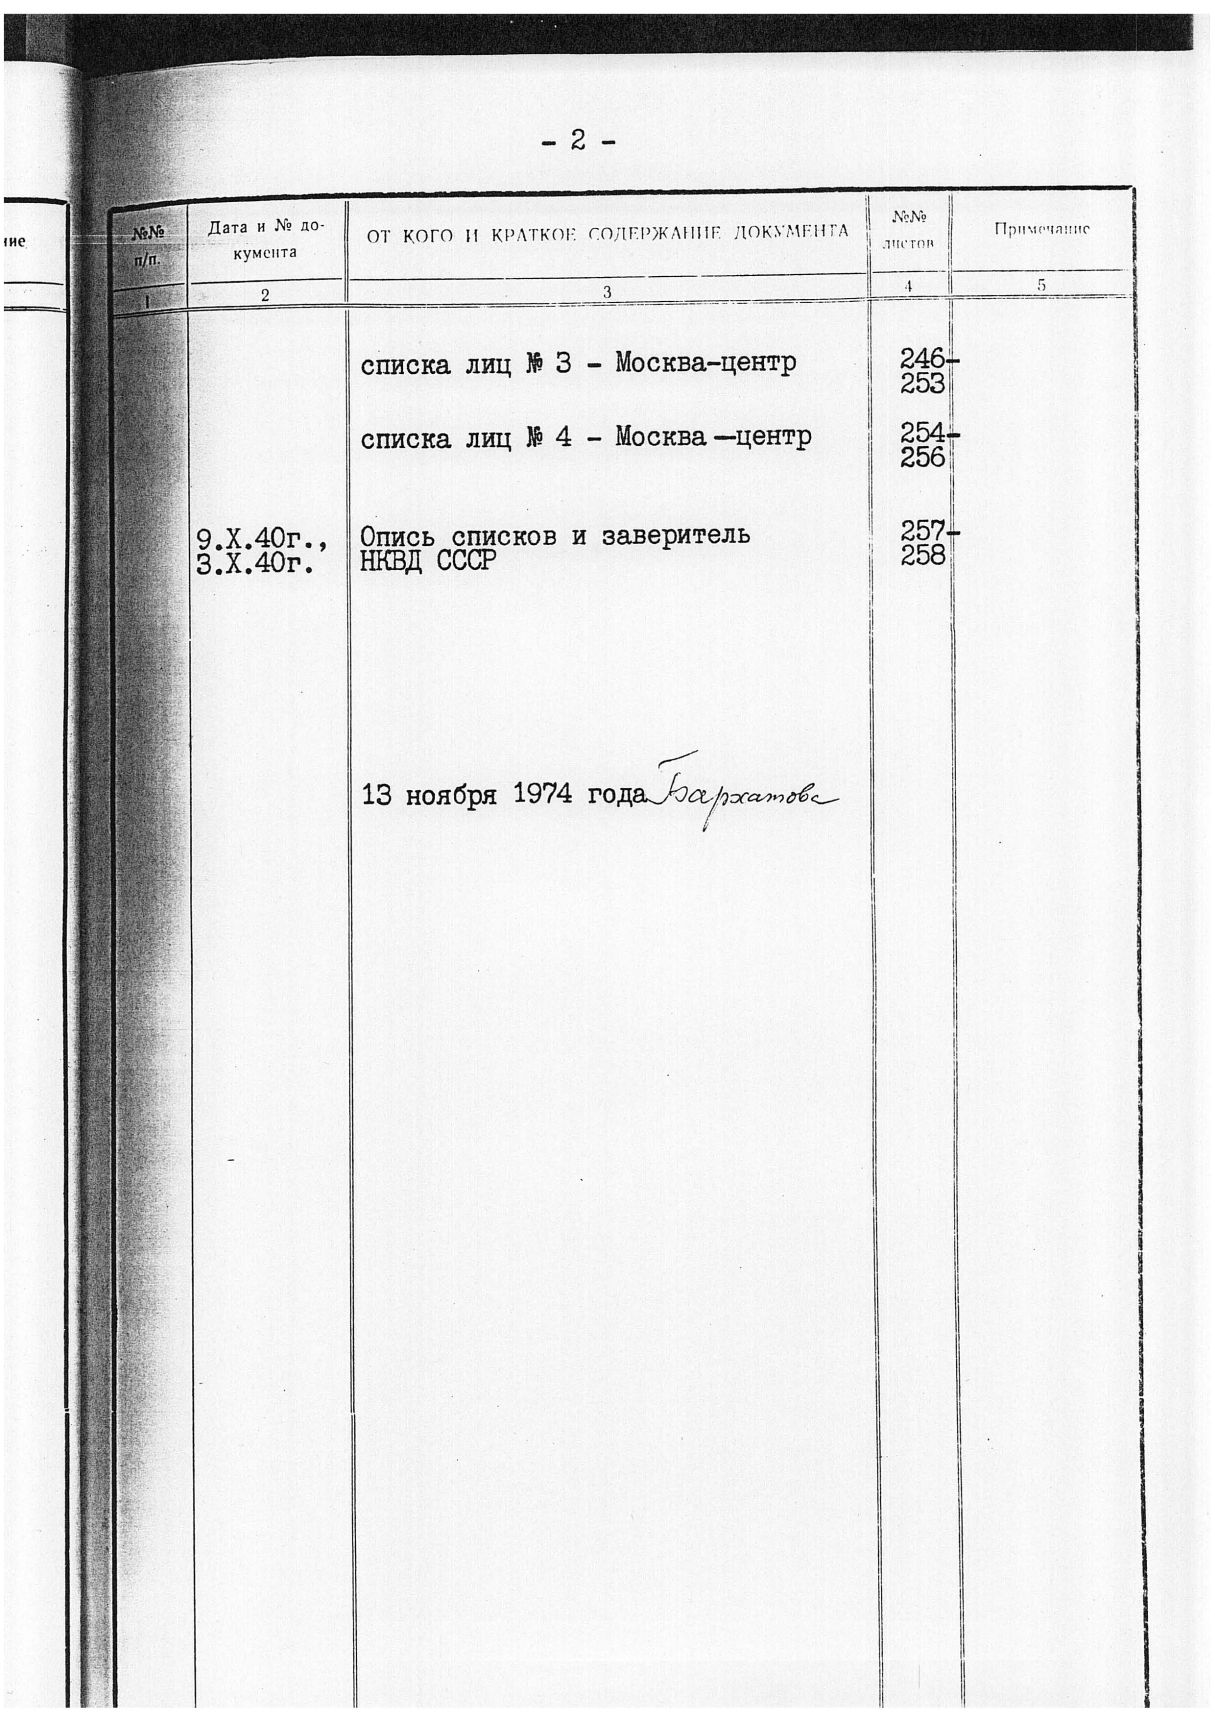 - 2 -
ние
№№ п/п.
Дата и № до-
кумента
ОТ КОГО И КРАТКОЕ СОДЕРЖАНИЕ ДОКУМЕНТА
№№
листов
Примечание
1 2 3 4 5
списка лиц № 3 - Москва-центр 246-
253
списка лиц № 4 - Москва—центр 254-
256
9.X.40г., Опись списков и заверитель 257-
3.X.40г. НКВД СССР 258
13 ноября 1974 года Бархатова